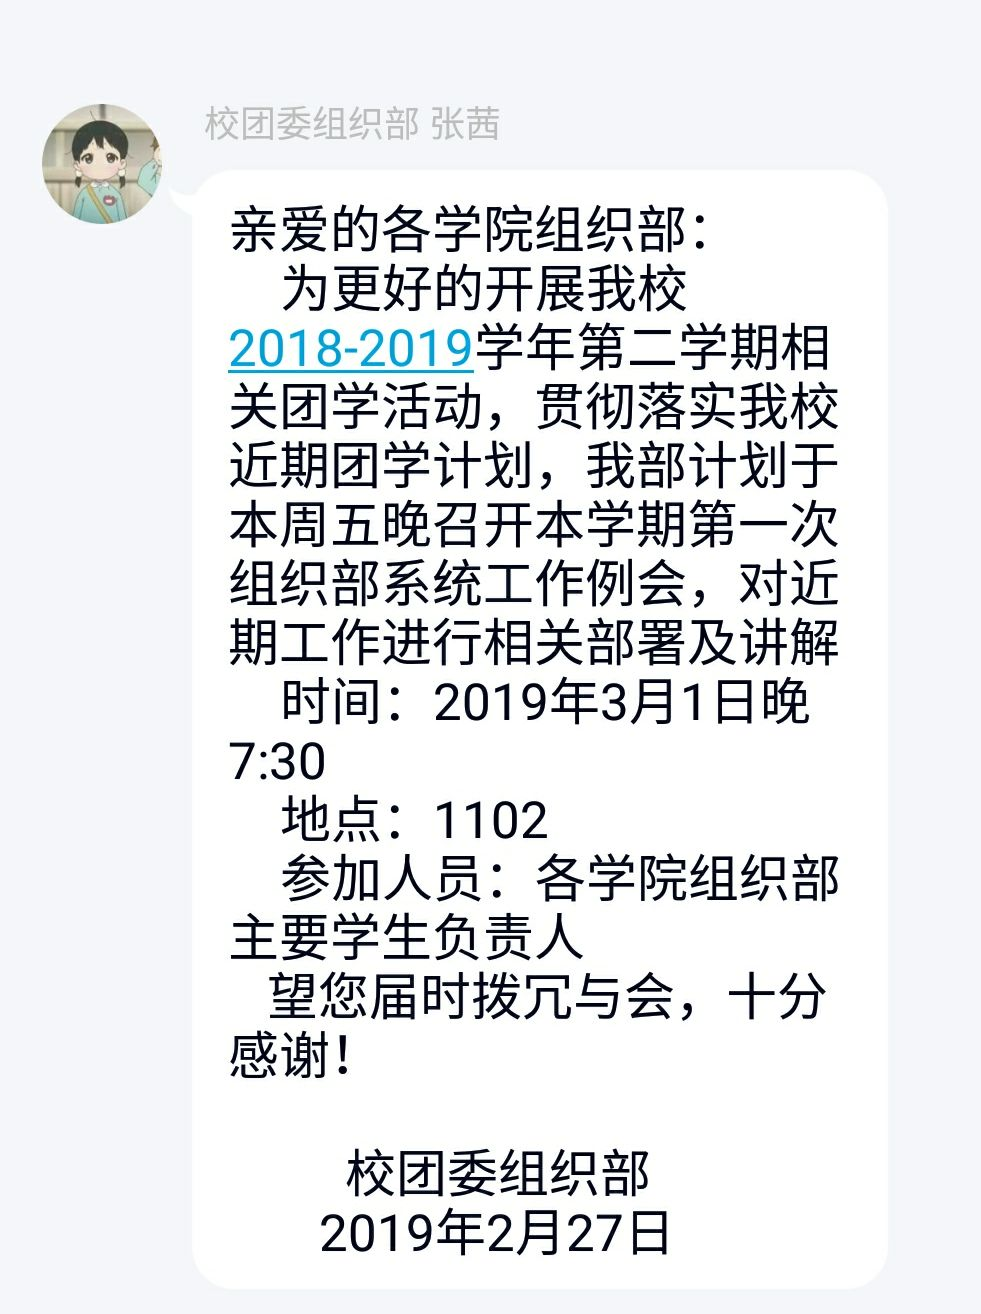 校团委组织部 张茜
亲爱的各学院组织部：
为更好的开展我校
2018-2019学年第二学期相
关团学活动，贯彻落实我校
近期团学计划，我部计划于
本周五晚召开本学期第一次
组织部系统工作例会，对近
期工作进行相关部署及讲解
时间：2019年3月1日晚
7:30
地点：1102
参加人员：各学院组织部
主要学生负责人
望您届时拨冗与会，十分
感谢！
校团委组织部
2019年2月27日